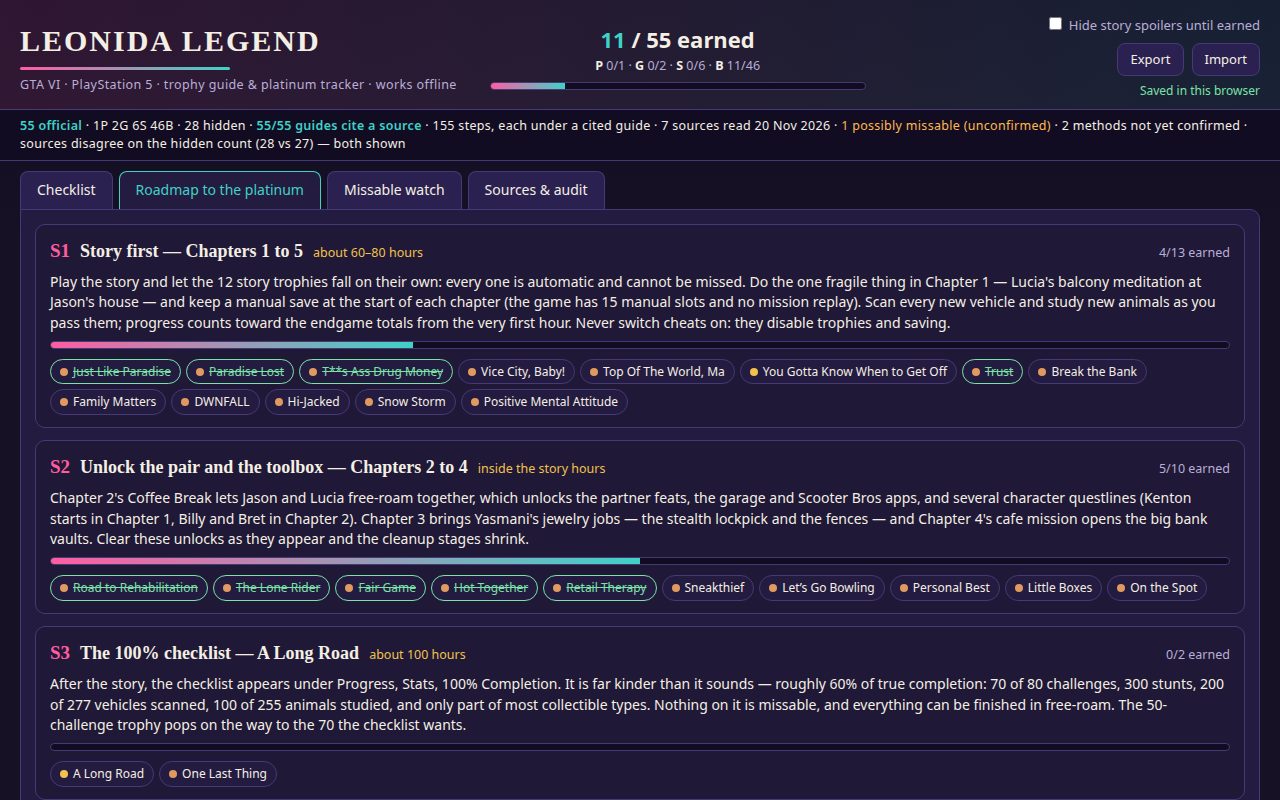 LEONIDA LEGEND
GTA VI · PlayStation 5 · trophy guide & platinum tracker · works offline
11 / 55 earned
P 0/1 · G 0/2 · S 0/6 · B 11/46
Hide story spoilers until earned
Export
Import
Saved in this browser
55 official · 1P 2G 6S 46B · 28 hidden · 55/55 guides cite a source · 155 steps, each under a cited guide · 7 sources read 20 Nov 2026 · 1 possibly missable (unconfirmed) · 2 methods not yet confirmed ·
sources disagree on the hidden count (28 vs 27) — both shown
Checklist
Roadmap to the platinum
Missable watch
Sources & audit
S1 Story first — Chapters 1 to 5 about 60–80 hours
4/13 earned
Play the story and let the 12 story trophies fall on their own: every one is automatic and cannot be missed. Do the one fragile thing in Chapter 1 — Lucia's balcony meditation at
Jason's house — and keep a manual save at the start of each chapter (the game has 15 manual slots and no mission replay). Scan every new vehicle and study new animals as you
pass them; progress counts toward the endgame totals from the very first hour. Never switch cheats on: they disable trophies and saving.
Just Like Paradise
Paradise Lost
T**s Ass Drug Money
Vice City, Baby!
Top Of The World, Ma
You Gotta Know When to Get Off
Trust
Break the Bank
Family Matters
DWNFALL
Hi-Jacked
Snow Storm
Positive Mental Attitude
S2 Unlock the pair and the toolbox — Chapters 2 to 4 inside the story hours
5/10 earned
Chapter 2's Coffee Break lets Jason and Lucia free-roam together, which unlocks the partner feats, the garage and Scooter Bros apps, and several character questlines (Kenton
starts in Chapter 1, Billy and Bret in Chapter 2). Chapter 3 brings Yasmani's jewelry jobs — the stealth lockpick and the fences — and Chapter 4's cafe mission opens the big bank
vaults. Clear these unlocks as they appear and the cleanup stages shrink.
Road to Rehabilitation
The Lone Rider
Fair Game
Hot Together
Retail Therapy
Sneakthief
Let's Go Bowling
Personal Best
Little Boxes
On the Spot
S3 The 100% checklist — A Long Road about 100 hours
0/2 earned
After the story, the checklist appears under Progress, Stats, 100% Completion. It is far kinder than it sounds — roughly 60% of true completion: 70 of 80 challenges, 300 stunts, 200
of 277 vehicles scanned, 100 of 255 animals studied, and only part of most collectible types. Nothing on it is missable, and everything can be finished in free-roam. The 50-
challenge trophy pops on the way to the 70 the checklist wants.
A Long Road
One Last Thing